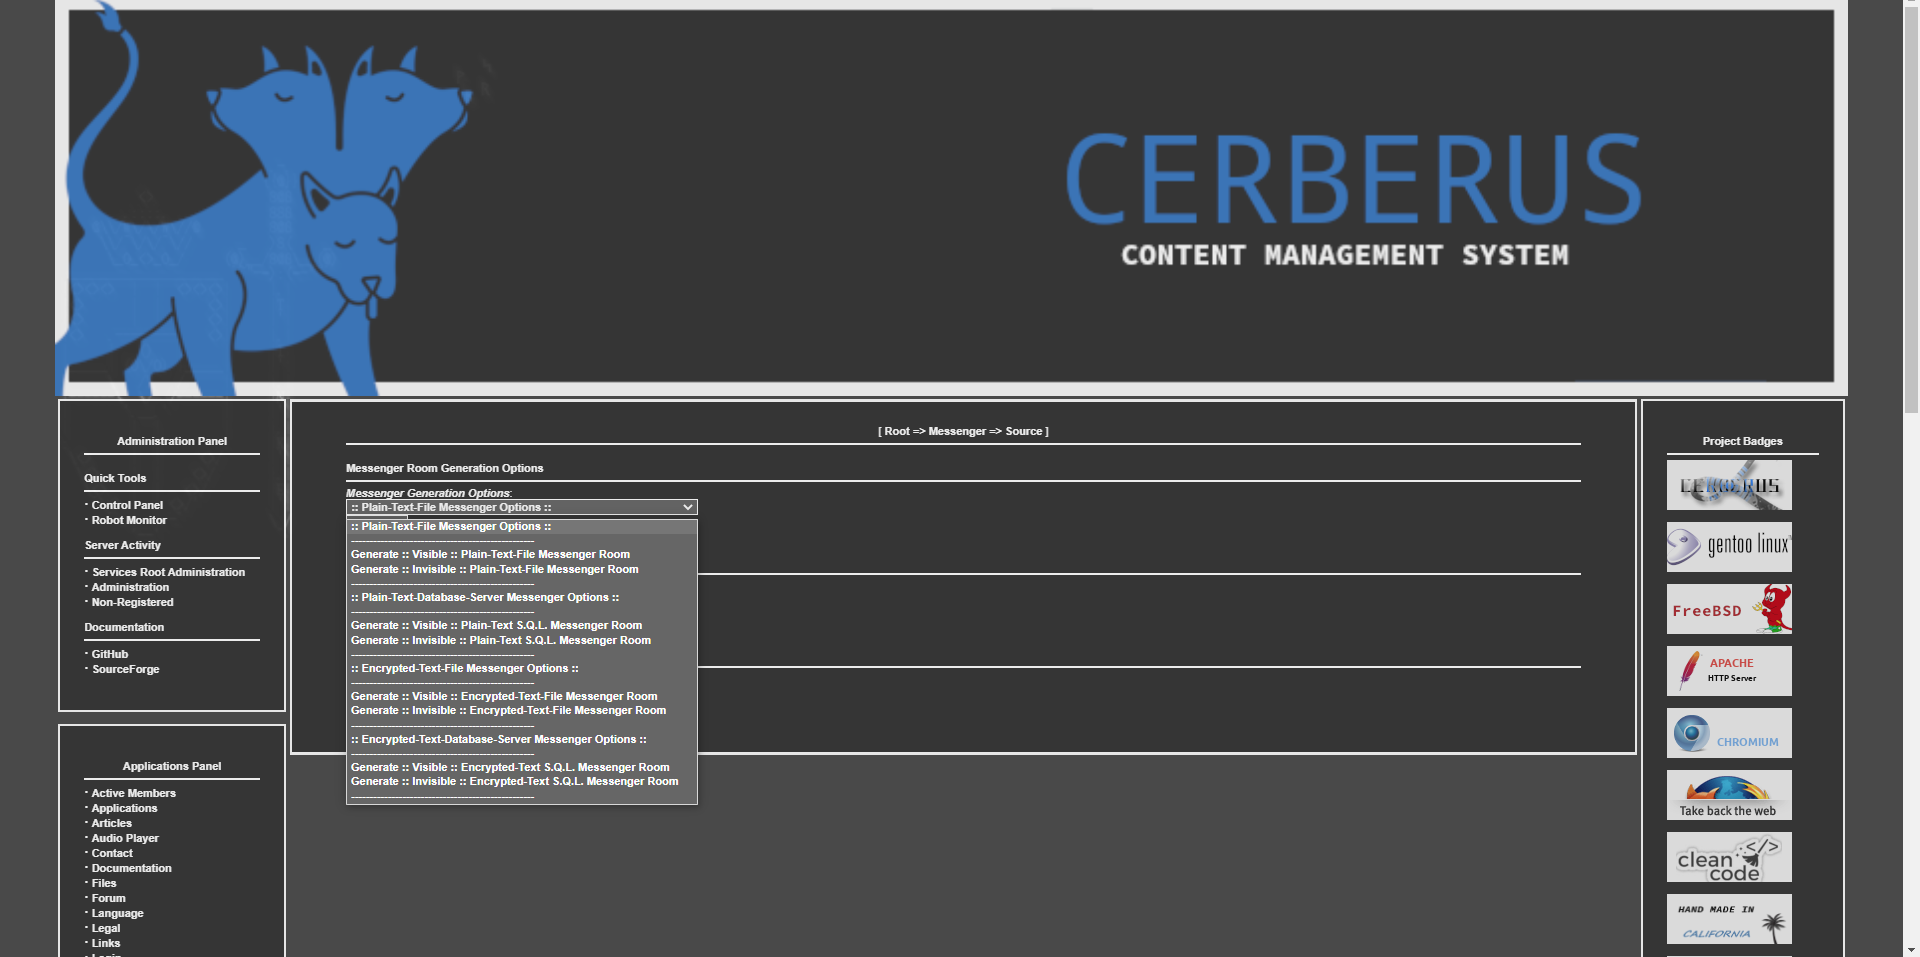 CERBERUS
CONTENT MANAGEMENT SYSTEM
Administration Panel
Quick Tools
· Control Panel
· Robot Monitor
Server Activity
· Services Root Administration
· Administration
· Non-Registered
Documentation
· GitHub
· SourceForge
Applications Panel
· Active Members
· Applications
· Articles
· Audio Player
· Contact
· Documentation
· Files
· Forum
· Language
· Legal
· Links
[ Root => Messenger => Source ]
Messenger Room Generation Options
Messenger Generation Options:
:: Plain-Text-File Messenger Options ::
:: Plain-Text-File Messenger Options ::
Generate :: Visible :: Plain-Text-File Messenger Room
Generate :: Invisible :: Plain-Text-File Messenger Room
:: Plain-Text-Database-Server Messenger Options ::
Generate :: Visible :: Plain-Text S.Q.L. Messenger Room
Generate :: Invisible :: Plain-Text S.Q.L. Messenger Room
:: Encrypted-Text-File Messenger Options ::
Generate :: Visible :: Encrypted-Text-File Messenger Room
Generate :: Invisible :: Encrypted-Text-File Messenger Room
:: Encrypted-Text-Database-Server Messenger Options ::
Generate :: Visible :: Encrypted-Text S.Q.L. Messenger Room
Generate :: Invisible :: Encrypted-Text S.Q.L. Messenger Room
Project Badges
CERBERUS
gentoo linux
FreeBSD
APACHE
HTTP Server
CHROMIUM
Take back the web
clean </>
code
HAND MADE IN
CALIFORNIA